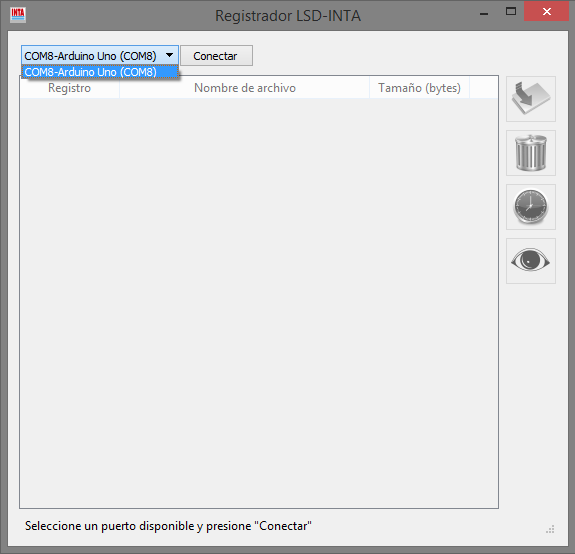 INTA
Registrador LSD-INTA
COM8-Arduino Uno (COM8) Conectar
COM8-Arduino Uno (COM8)
Registro Nombre de archivo Tamaño (bytes)
Seleccione un puerto disponible y presione "Conectar"